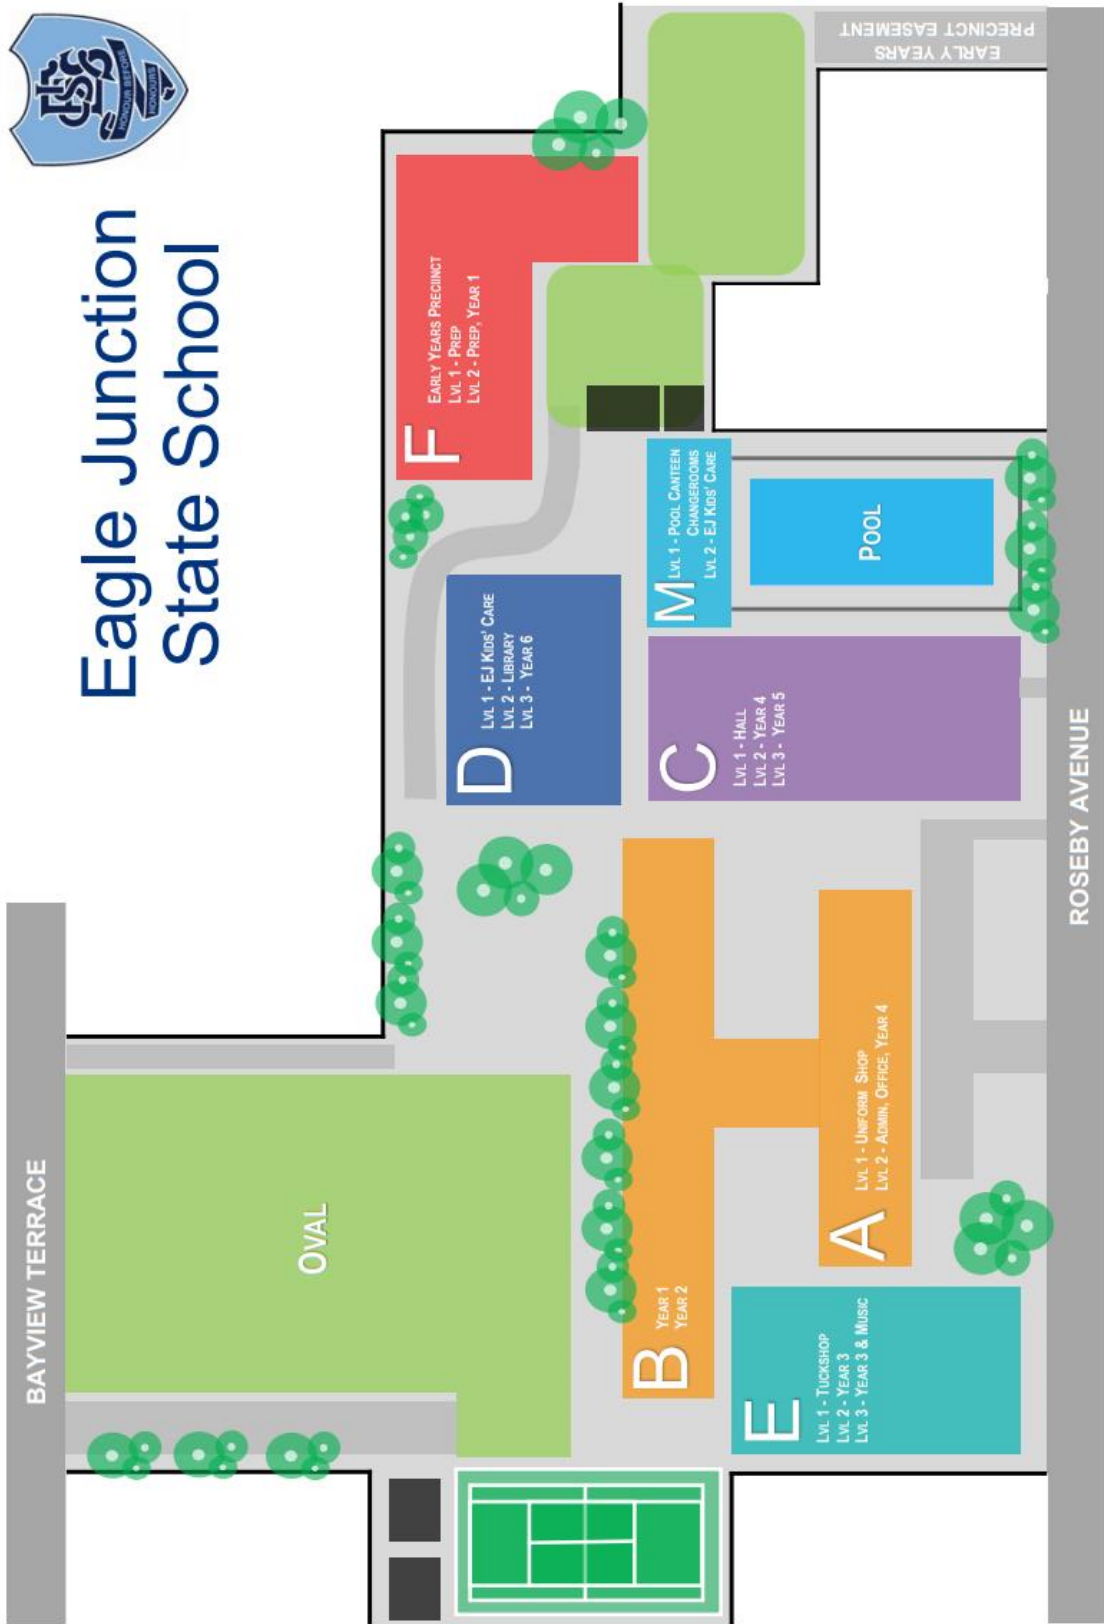 Eagle Junction
State School
HONOUR BEFORE
HONOURS
BAYVIEW TERRACE
OVAL
F
EARLY YEARS PRECIINCT
LVL 1 - PREP
LVL 2 - PREP, YEAR 1
D
LVL 1 - EJ KIDS' CARE
LVL 2 - LIBRARY
LVL 3 - YEAR 6
B
YEAR 1
YEAR 2
M
LVL 1 - POOL CANTEEN
CHANGEROOMS
LVL 2 - EJ KIDS' CARE
C
LVL 1 - HALL
LVL 2 - YEAR 4
LVL 3 - YEAR 5
POOL
E
LVL 1 - TUCKSHOP
LVL 2 - YEAR 3
LVL 3 - YEAR 3 & MUSIC
A
LVL 1 - UNIFORM SHOP
LVL 2 - ADMIN, OFFICE, YEAR 4
EARLY YEARS
PRECINCT EASEMENT
ROSEBY AVENUE